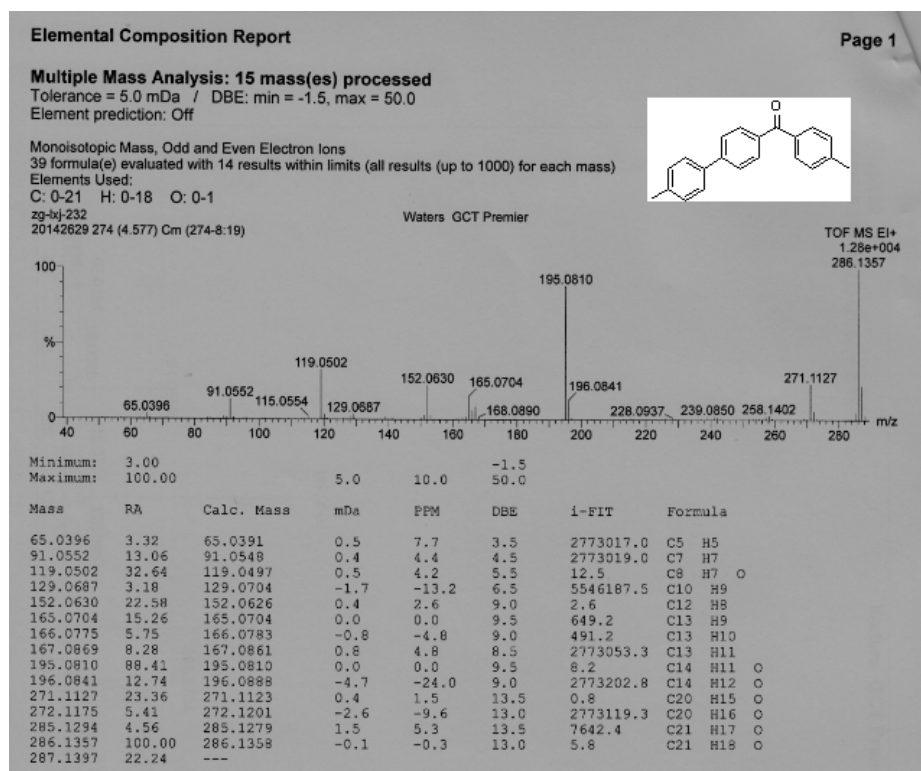 Elemental Composition Report
Page 1
Multiple Mass Analysis: 15 mass(es) processed
Tolerance = 5.0 mDa / DBE: min = -1.5, max = 50.0
Element prediction: Off
Monoisotopic Mass, Odd and Even Electron Ions
39 formula(e) evaluated with 14 results within limits (all results (up to 1000) for each mass)
Elements Used:
C: 0-21 H: 0-18 O: 0-1
zg-lxj-232
Waters GCT Premier
20142629 274 (4.577) Cm (274-8:19)
TOF MS EI+
1.28e+004
O
100
%
0
286.1357
195.0810
119.0502
152.0630
165.0704
271.1127
91.0552
115.0554
196.0841
65.0396
129.0687
168.0890
228.0937
239.0850
258.1402
40 60 80 100 120 140 160 180 200 220 240 260 280 m/z
Minimum: 3.00 -1.5
Maximum: 100.00 5.0 10.0 50.0
Mass RA Calc. Mass mDa PPM DBE i-FIT Formula
65.0396 3.32 65.0391 0.5 7.7 3.5 2773017.0 C5 H5
91.0552 13.06 91.0548 0.4 4.4 4.5 2773019.0 C7 H7
119.0502 32.64 119.0497 0.5 4.2 5.5 12.5 C8 H7 O
129.0687 3.18 129.0704 -1.7 -13.2 6.5 5546187.5 C10 H9
152.0630 22.58 152.0626 0.4 2.6 9.0 2.6 C12 H8
165.0704 15.26 165.0704 0.0 0.0 9.5 649.2 C13 H9
166.0775 5.75 166.0783 -0.8 -4.8 9.0 491.2 C13 H10
167.0869 8.28 167.0861 0.8 4.8 8.5 2773053.3 C13 H11
195.0810 88.41 195.0810 0.0 0.0 9.5 8.2 C14 H11 O
196.0841 12.74 196.0888 -4.7 -24.0 9.0 2773202.8 C14 H12 O
271.1127 23.36 271.1123 0.4 1.5 13.5 0.8 C20 H15 O
272.1175 5.41 272.1201 -2.6 -9.6 13.0 2773119.3 C20 H16 O
285.1294 4.56 285.1279 1.5 5.3 13.5 7642.4 C21 H17 O
286.1357 100.00 286.1358 -0.1 -0.3 13.0 5.8 C21 H18 O
287.1397 22.24 ---